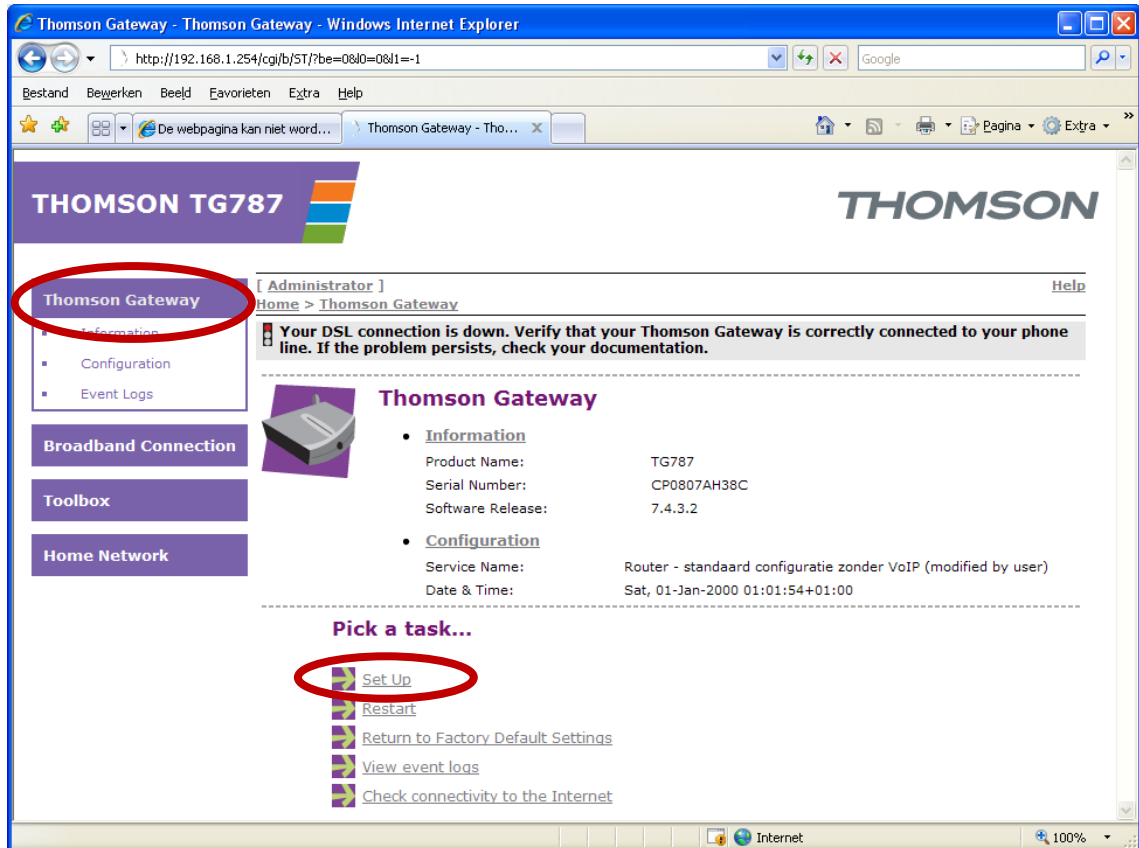 Thomson Gateway - Thomson Gateway - Windows Internet Explorer
http://192.168.1.254/cgi/b/ST/?be=0&l0=0&l1=-1
Google
Bestand Bewerken Beeld Favorieten Extra Help
De webpagina kan niet word... Thomson Gateway - Tho... Pagina Extra
THOMSON TG787
THOMSON
[ Administrator ] Help
Home > Thomson Gateway
Thomson Gateway
Information
Configuration
Event Logs
Broadband Connection
Toolbox
Home Network
Your DSL connection is down. Verify that your Thomson Gateway is correctly connected to your phone
line. If the problem persists, check your documentation.
Thomson Gateway
Information
Product Name: TG787
Serial Number: CP0807AH38C
Software Release: 7.4.3.2
Configuration
Service Name: Router - standaard configuratie zonder VoIP (modified by user)
Date & Time: Sat, 01-Jan-2000 01:01:54+01:00
Pick a task...
Set Up
Restart
Return to Factory Default Settings
View event logs
Check connectivity to the Internet
Internet 100%